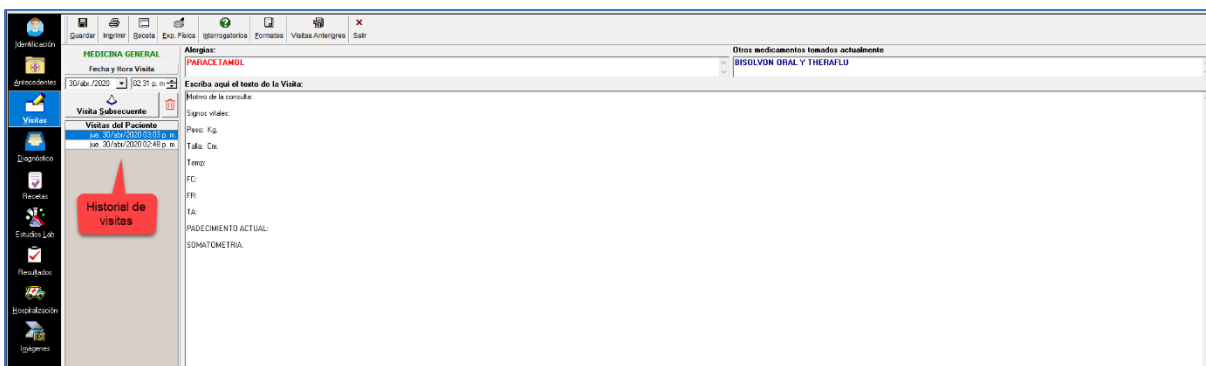 Guardar Imprimir Receta Exp. Física Interrogatorios Formatos Visitas Anteriores Salir
Identificación
Antecedentes
Visitas
Diagnóstico
Recetas
Estudios Lab
Resultados
Hospitalización
Imágenes
MEDICINA GENERAL
Fecha y Hora Visita
30/abr./2020 02:31 p. m.
Visita Subsecuente
Visitas del Paciente
jue. 30/abr/2020 03:03 p. m.
jue. 30/abr/2020 02:48 p. m.
Historial de
visitas
Alergias:
PARACETAMOL
Otros medicamentos tomados actualmente
BISOLVON ORAL Y THERAFLU
Escriba aqui el texto de la Visita:
Motivo de la consulta:
Signos vitales:
Peso: Kg.
Talla: Cm.
Temp:
FC:
FR:
TA:
PADECIMIENTO ACTUAL:
SOMATOMETRIA.